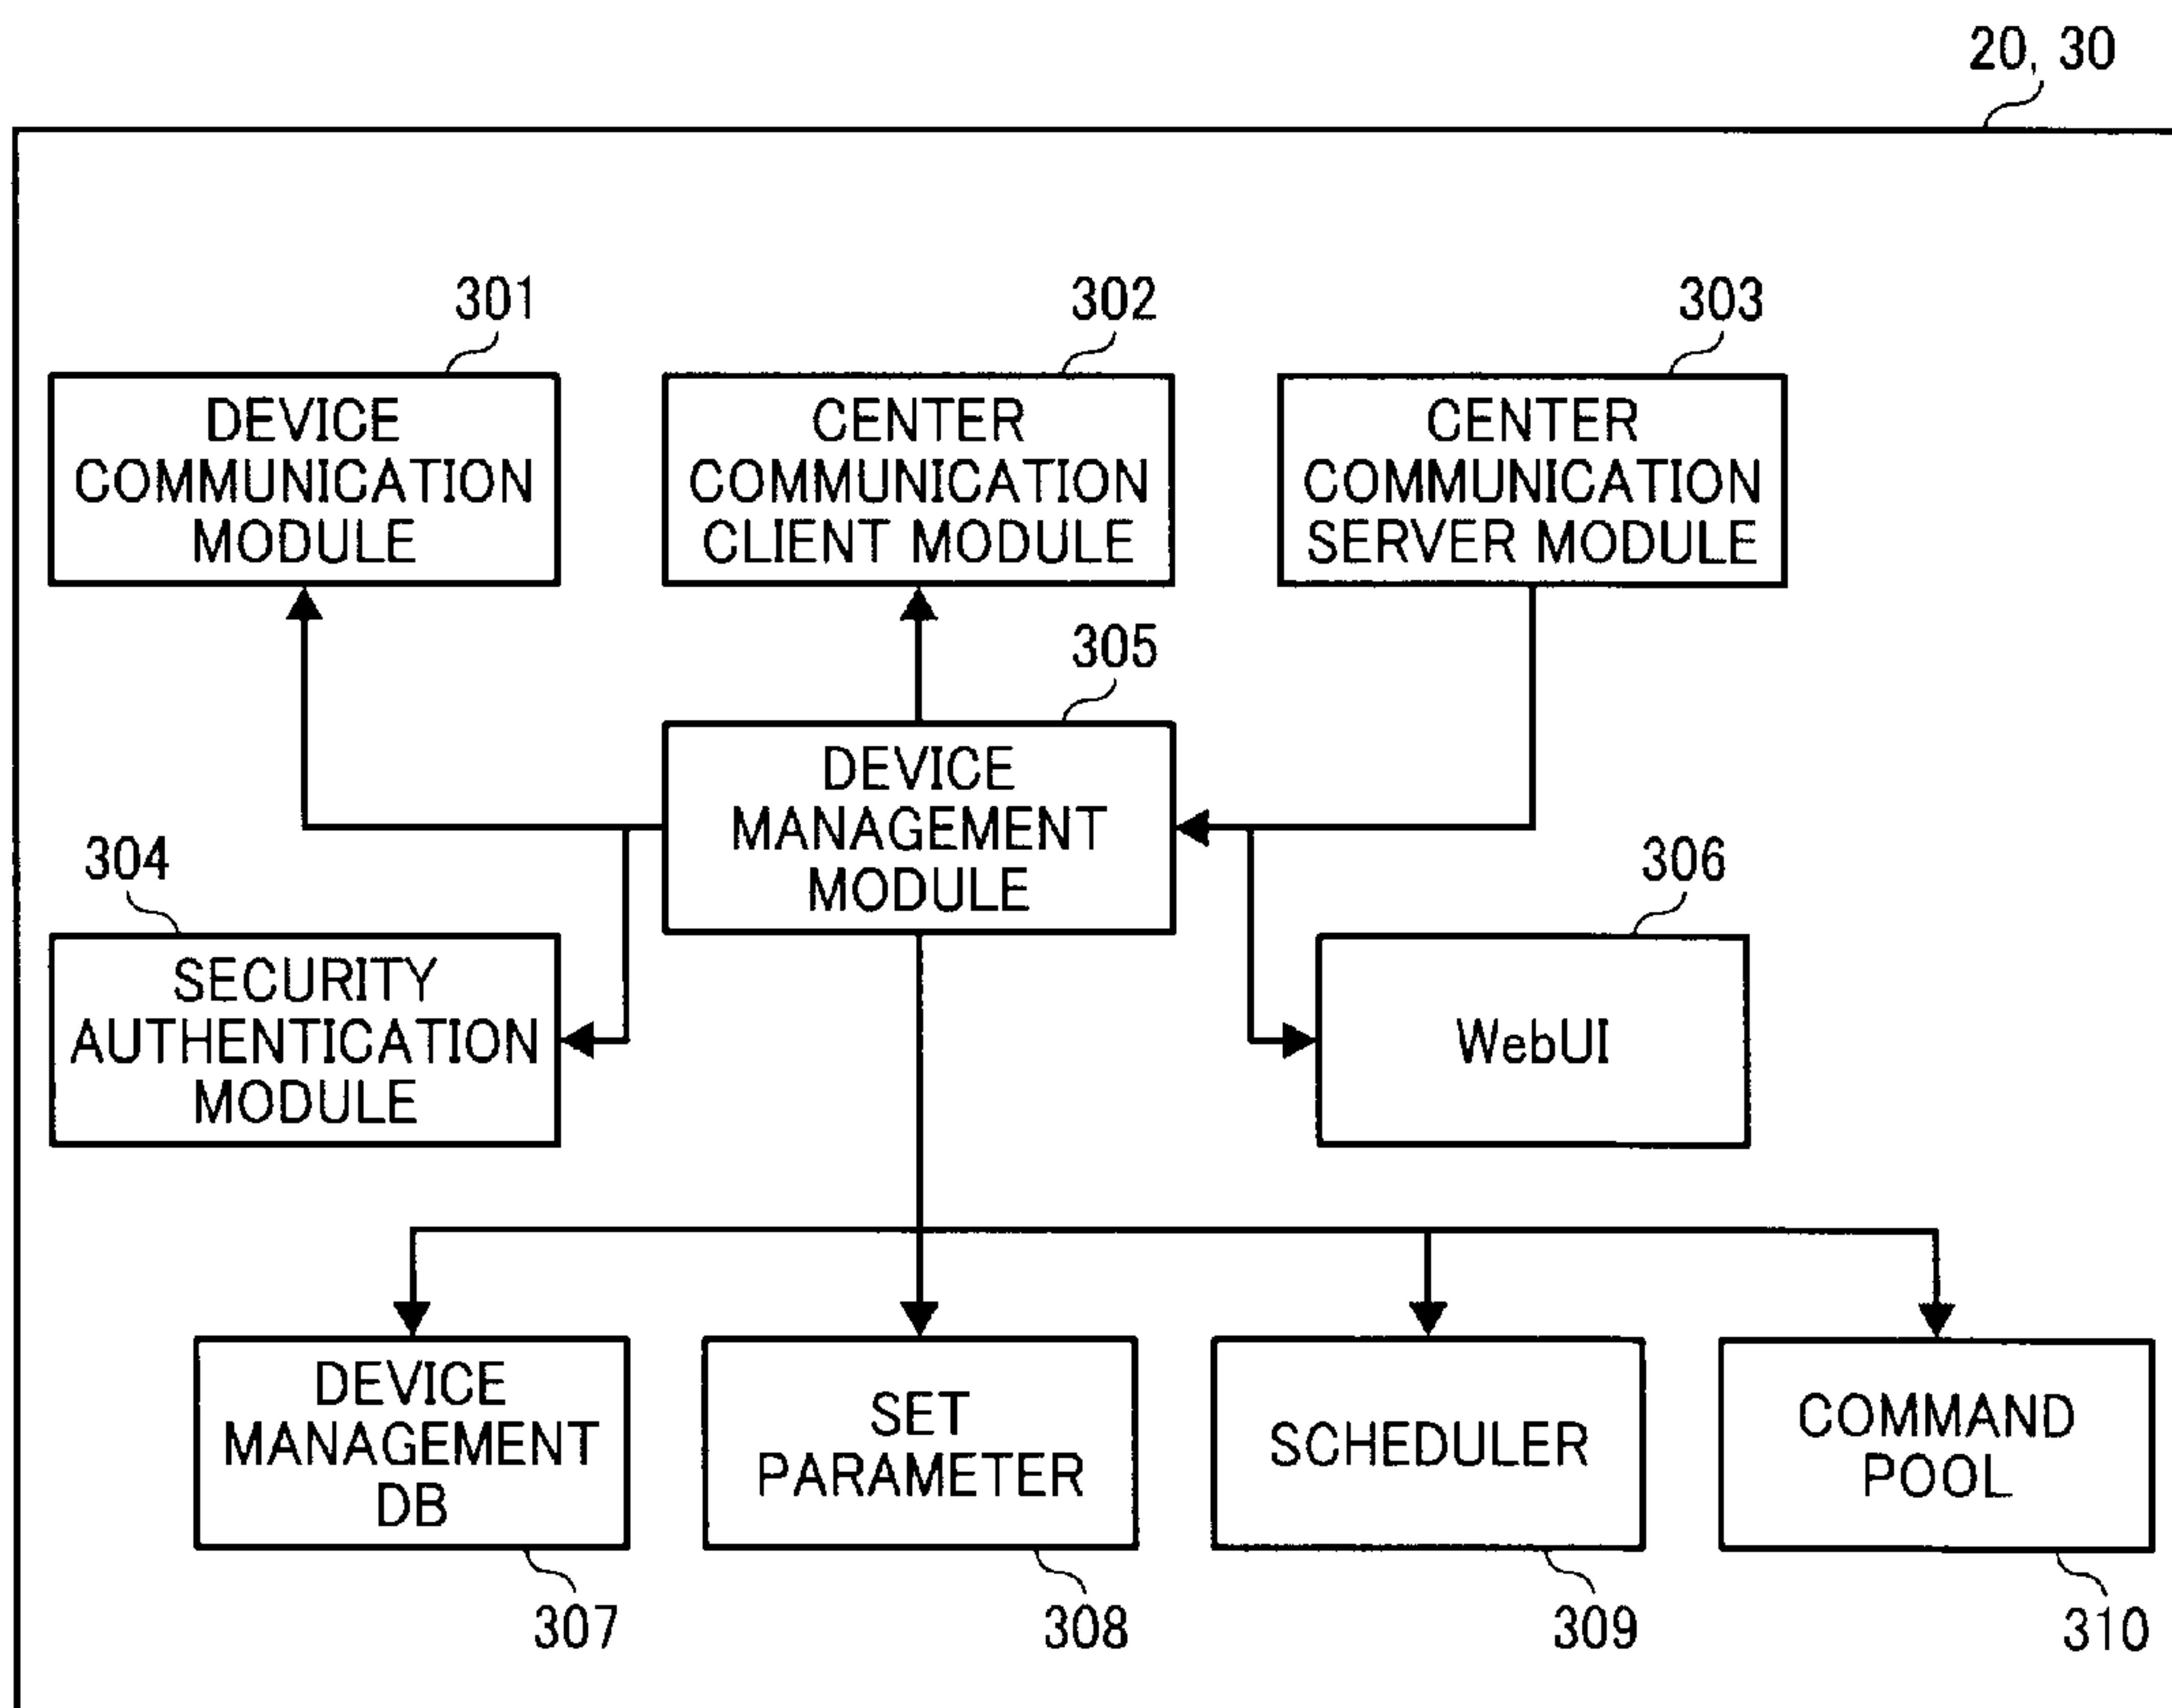 20, 30
301
302
303
DEVICE
COMMUNICATION
MODULE
CENTER
COMMUNICATION
CLIENT MODULE
CENTER
COMMUNICATION
SERVER MODULE
305
DEVICE
MANAGEMENT
MODULE
304
306
SECURITY
AUTHENTICATION
MODULE
WebUI
DEVICE
MANAGEMENT
DB
SET
PARAMETER
SCHEDULER
COMMAND
POOL
307
308
309
310